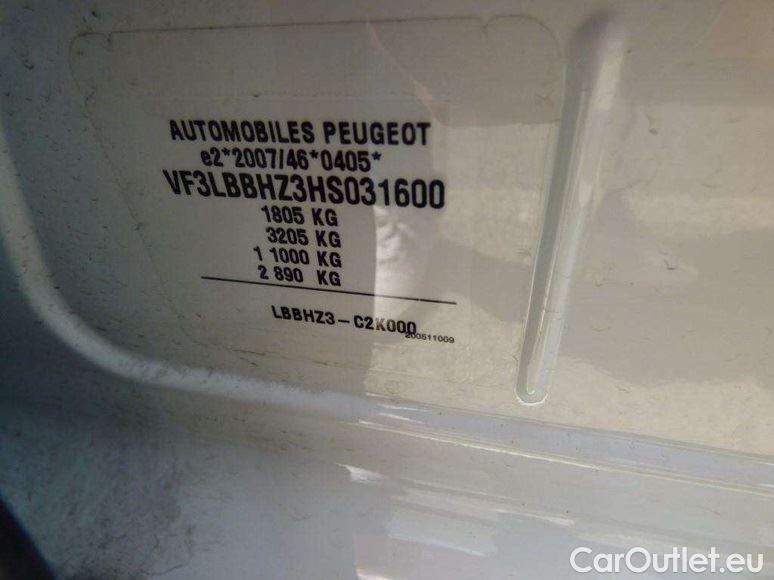 AUTOMOBILES PEUGEOT
e2*2007/46*0405*
VF3LBBHZ3HS031600
1805 KG
3205 KG
1 1000 KG
2 890 KG
LBBHZ3-C2K000
200511009
CarOutlet.eu